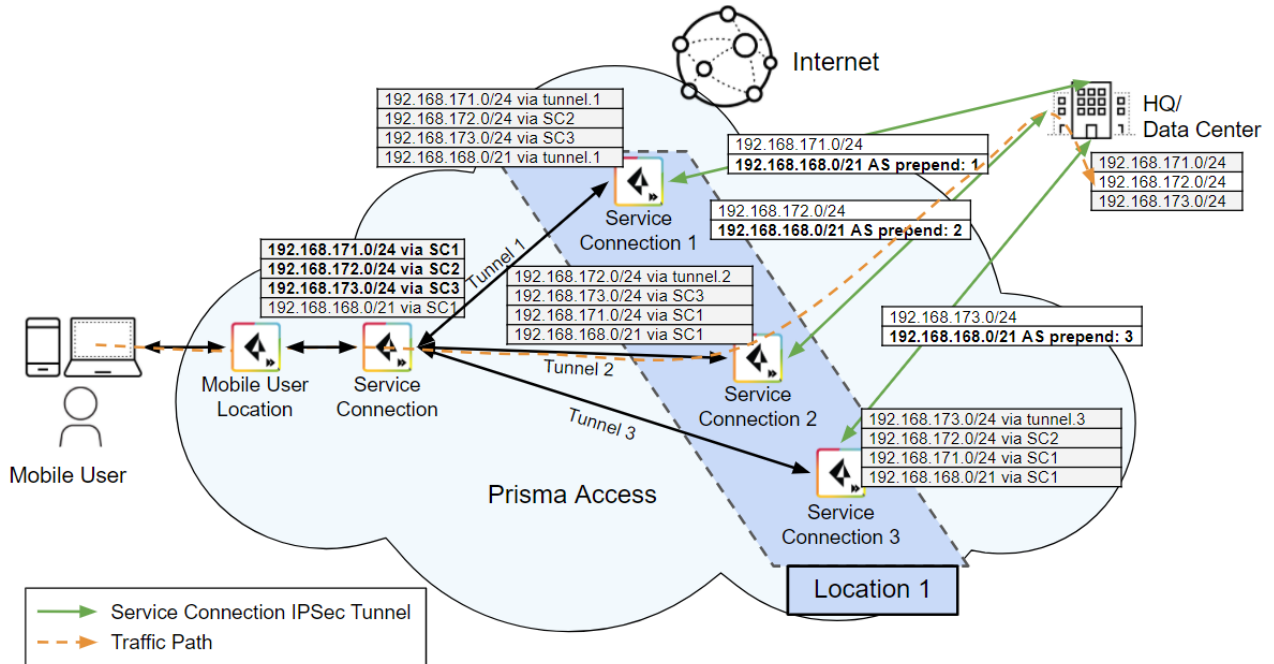 Internet
HQ/
Data Center
192.168.171.0/24 via tunnel.1
192.168.172.0/24 via SC2
192.168.173.0/24 via SC3
192.168.168.0/21 via tunnel.1
192.168.171.0/24
192.168.168.0/21 AS prepend: 1
192.168.171.0/24
192.168.172.0/24
192.168.173.0/24
Service
Connection 1
192.168.172.0/24
192.168.168.0/21 AS prepend: 2
192.168.171.0/24 via SC1
192.168.172.0/24 via SC2
192.168.173.0/24 via SC3
192.168.168.0/21 via SC1
Tunnel 1
192.168.172.0/24 via tunnel.2
192.168.173.0/24 via SC3
192.168.171.0/24 via SC1
192.168.168.0/21 via SC1
192.168.173.0/24
192.168.168.0/21 AS prepend: 3
Mobile User
Location
Service
Connection
Tunnel 2
Service
Connection 2
Tunnel 3
192.168.173.0/24 via tunnel.3
192.168.172.0/24 via SC2
192.168.171.0/24 via SC1
192.168.168.0/21 via SC1
Mobile User
Prisma Access
Service
Connection 3
Location 1
Service Connection IPSec Tunnel
Traffic Path